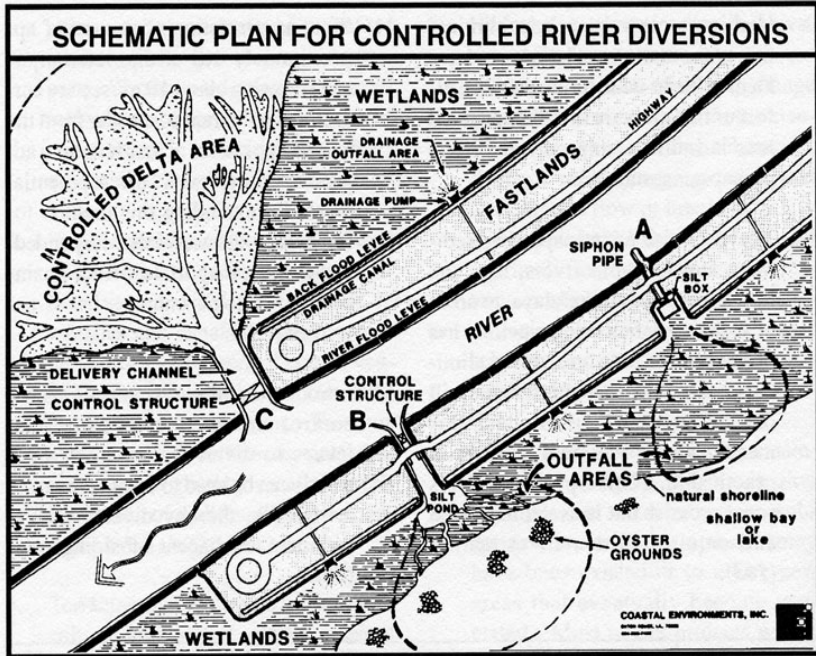 SCHEMATIC PLAN FOR CONTROLLED RIVER DIVERSIONS
WETLANDS
HIGHWAY
CONTROLLED DELTA AREA
DRAINAGE
OUTFALL AREA
FASTLANDS
DRAINAGE PUMP
A
SIPHON
PIPE
SILT
BOX
BACK FLOOD LEVEE
DRAINAGE CANAL
RIVER FLOOD LEVEE
RIVER
DELIVERY CHANNEL
CONTROL STRUCTURE
C
CONTROL
STRUCTURE
B
OUTFALL
AREAS
SILT
POND
natural shoreline
shallow bay
or
lake
OYSTER
GROUNDS
WETLANDS
COASTAL ENVIRONMENTS, INC.